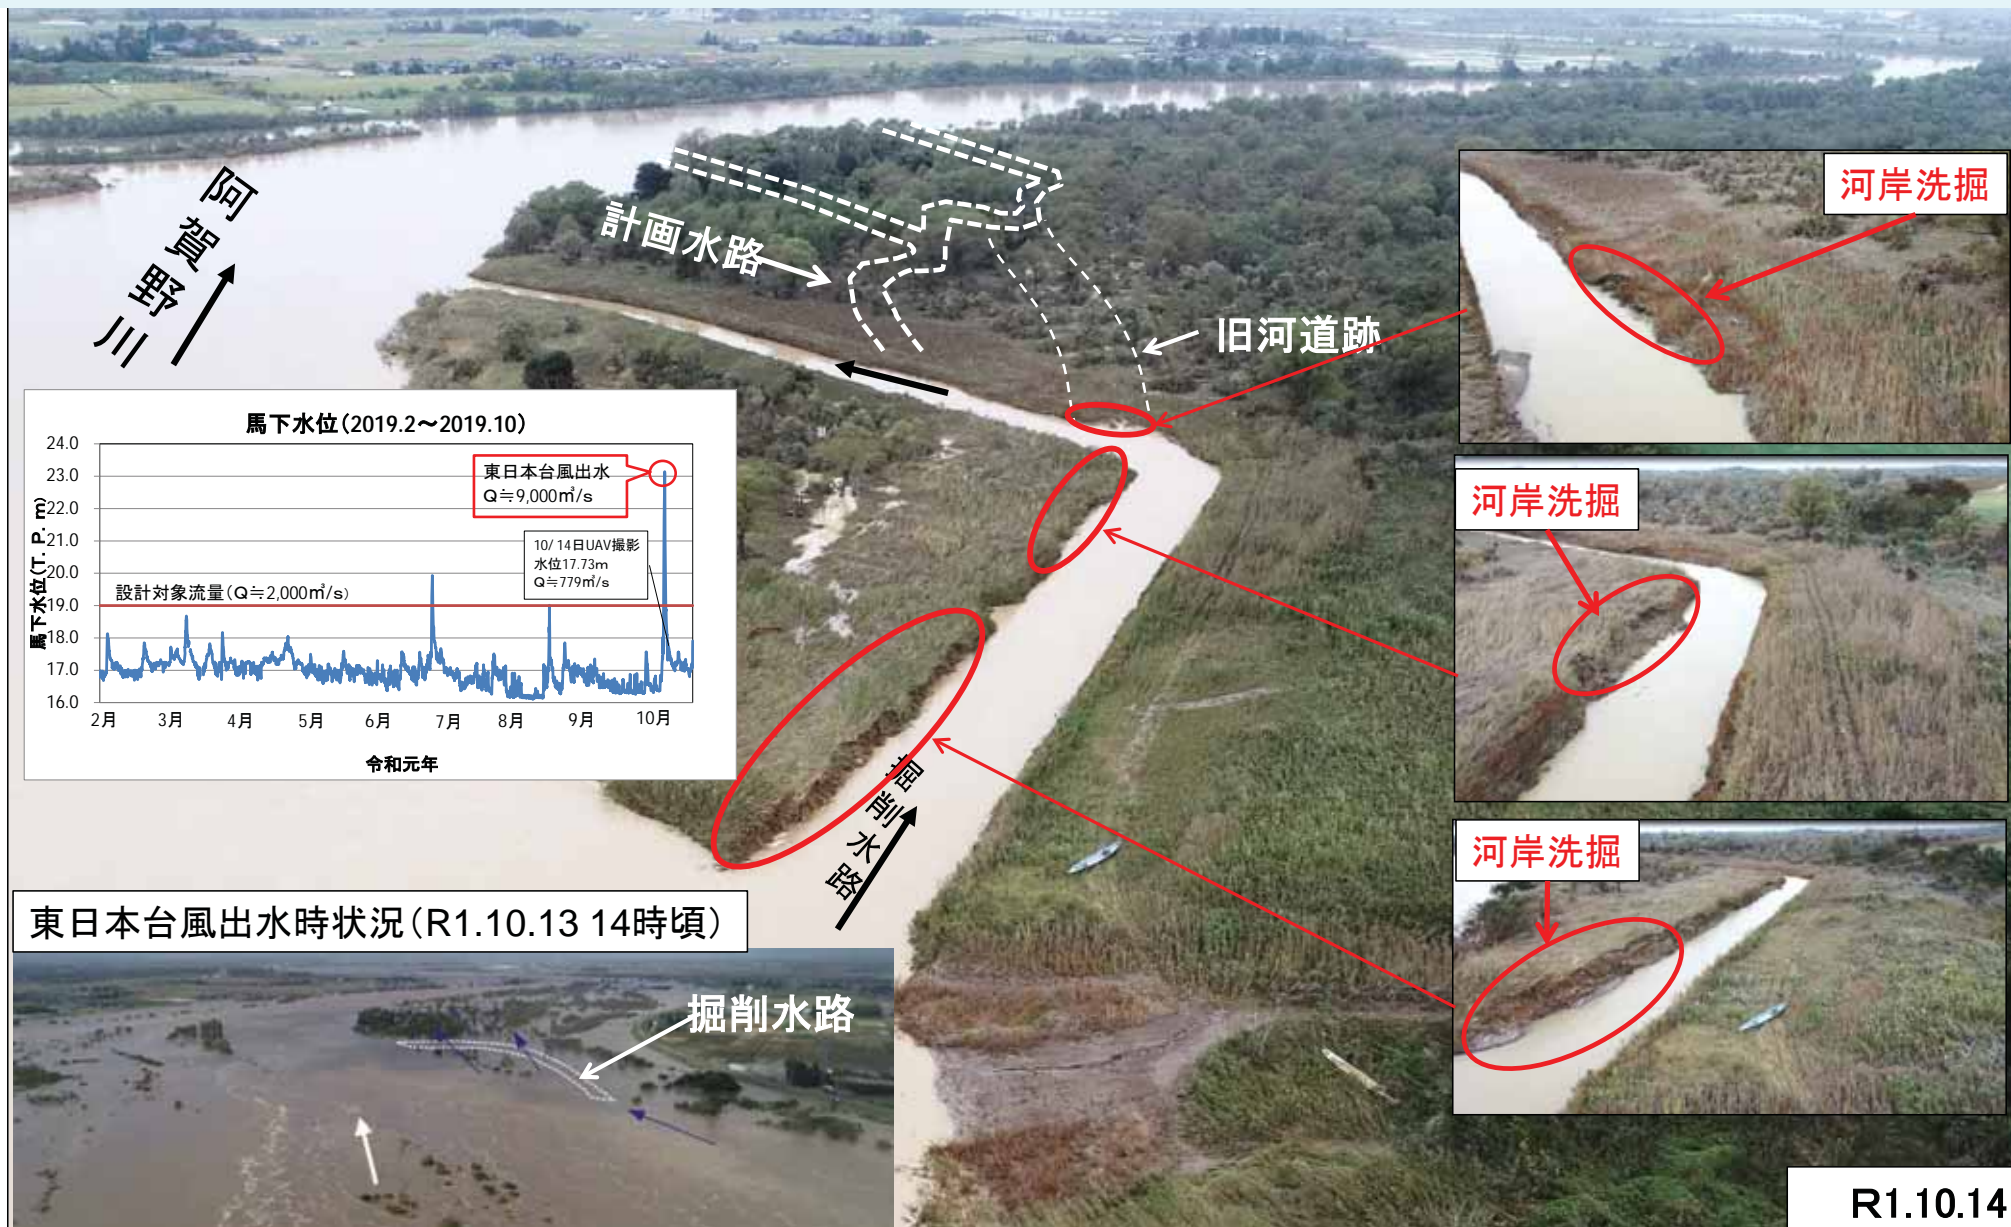 阿賀野川
計画水路
旧河道跡
河岸洗掘
河岸洗掘
河岸洗掘
馬下水位(2019.2～2019.10)
馬下水位(T.P.m)
24.0
23.0
22.0
21.0
20.0
19.0
18.0
17.0
16.0
東日本台風出水
Q≒9,000㎥/s
10/14日UAV撮影
水位17.73m
Q≒779㎥/s
設計対象流量(Q≒2,000㎥/s)
2月 3月 4月 5月 6月 7月 8月 9月 10月
令和元年
掘削水路
東日本台風出水時状況(R1.10.13 14時頃)
掘削水路
R1.10.14